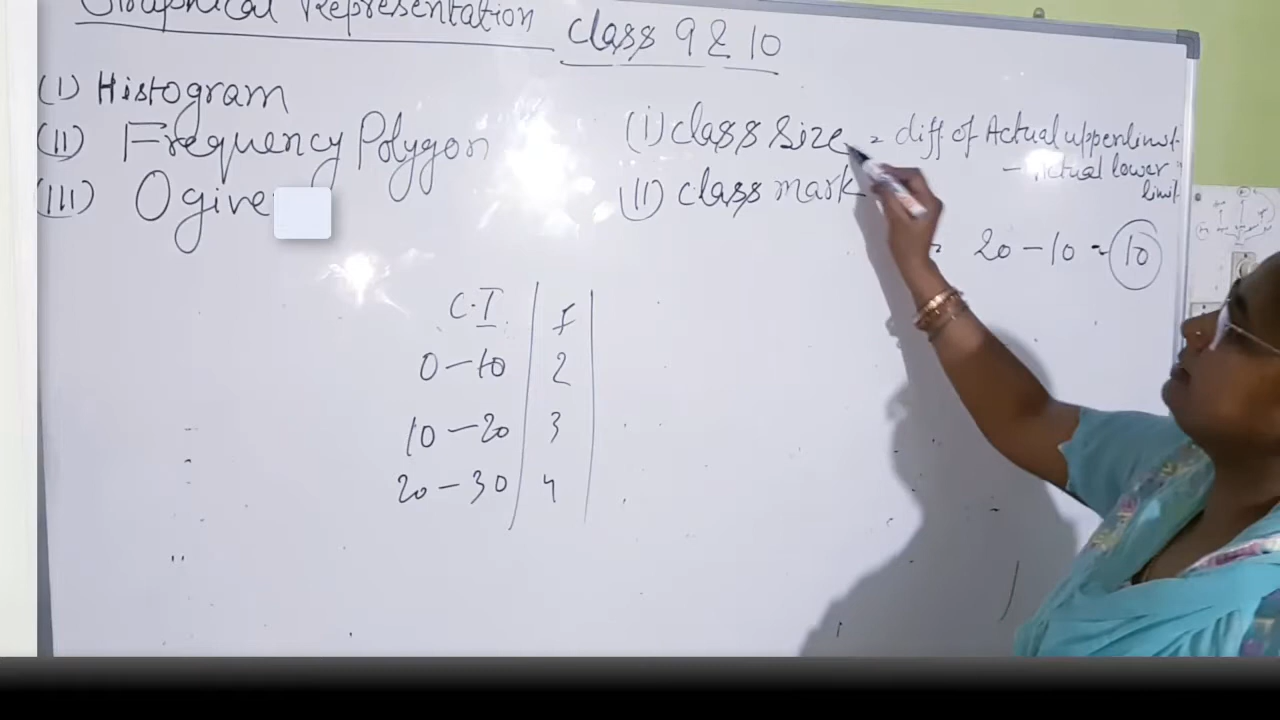 Graphical Representation Class 9 & 10
(I) Histogram
(II) Frequency Polygon
(III) Ogive
(i) Class Size = diff of Actual upper limit
- Actual lower "
limit
(II) Class mark
= 20 - 10 = 10
C.I f
0-10 2
10-20 3
20-30 4